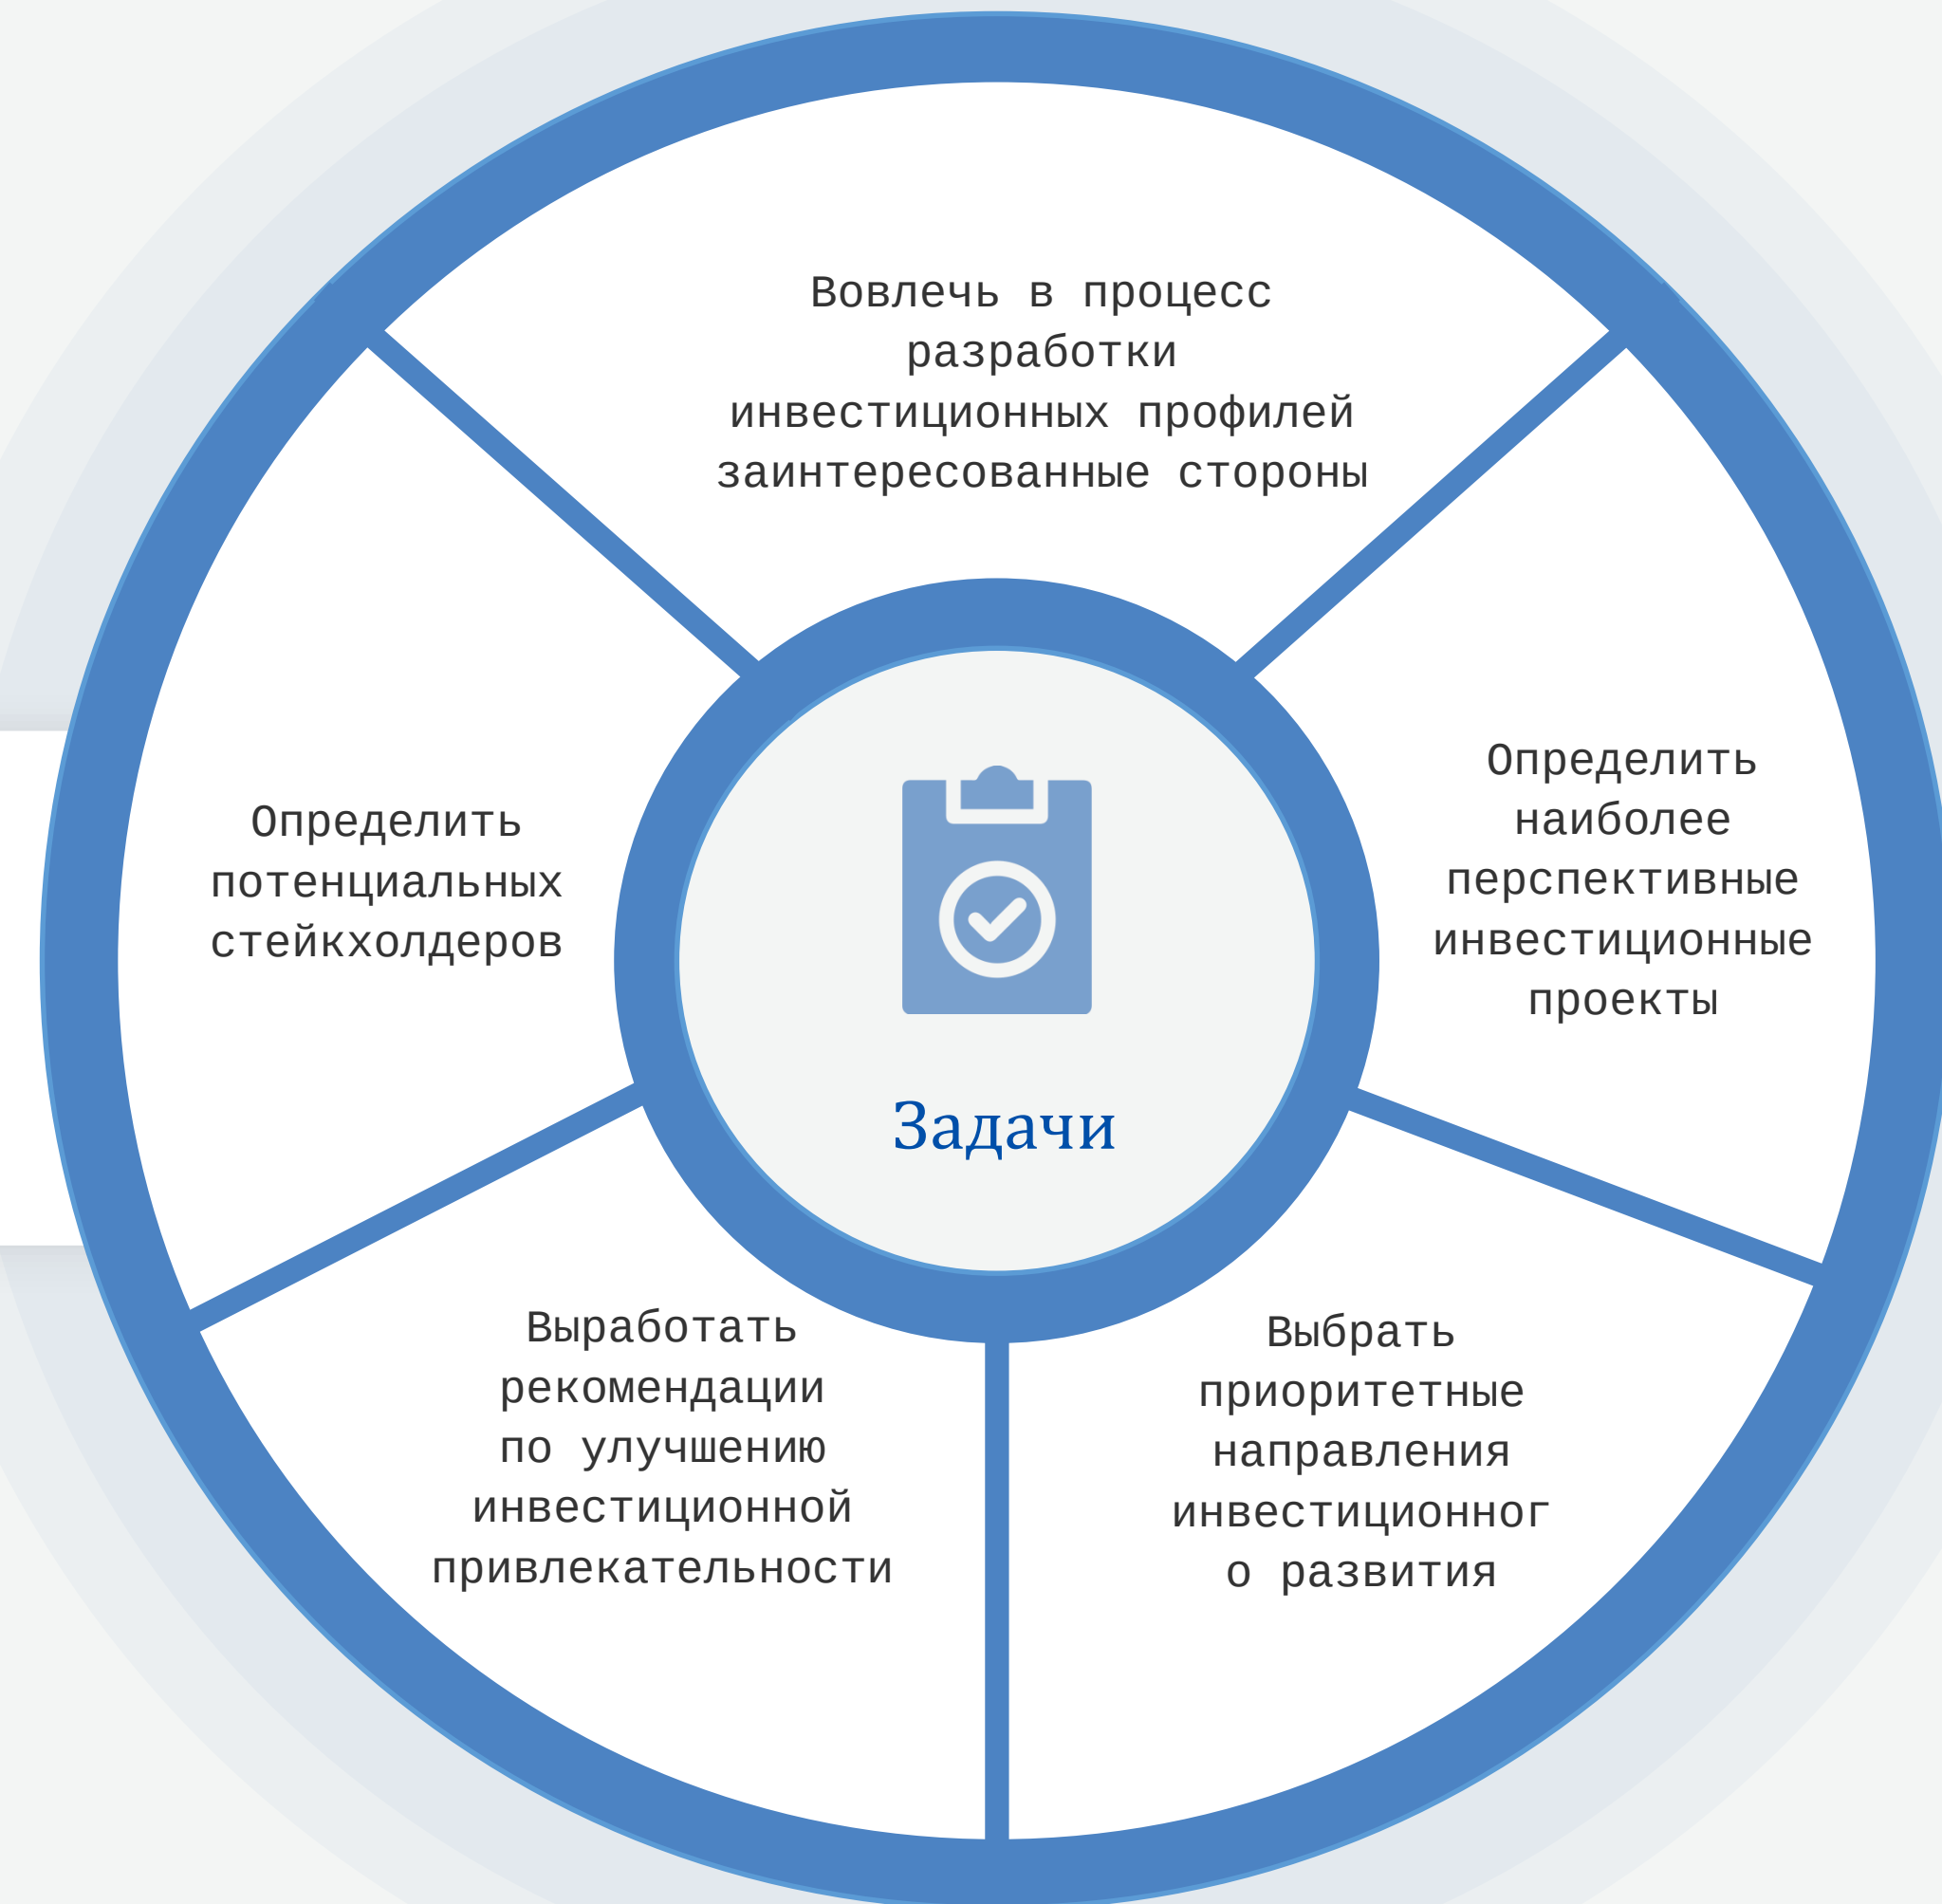 Вовлечь в процесс
разработки
инвестиционных профилей
заинтересованные стороны
Определить
наиболее
перспективные
инвестиционные
проекты
Определить
потенциальных
стейкхолдеров
Задачи
Выработать
рекомендации
по улучшению
инвестиционной
привлекательности
Выбрать
приоритетные
направления
инвестиционног
о развития